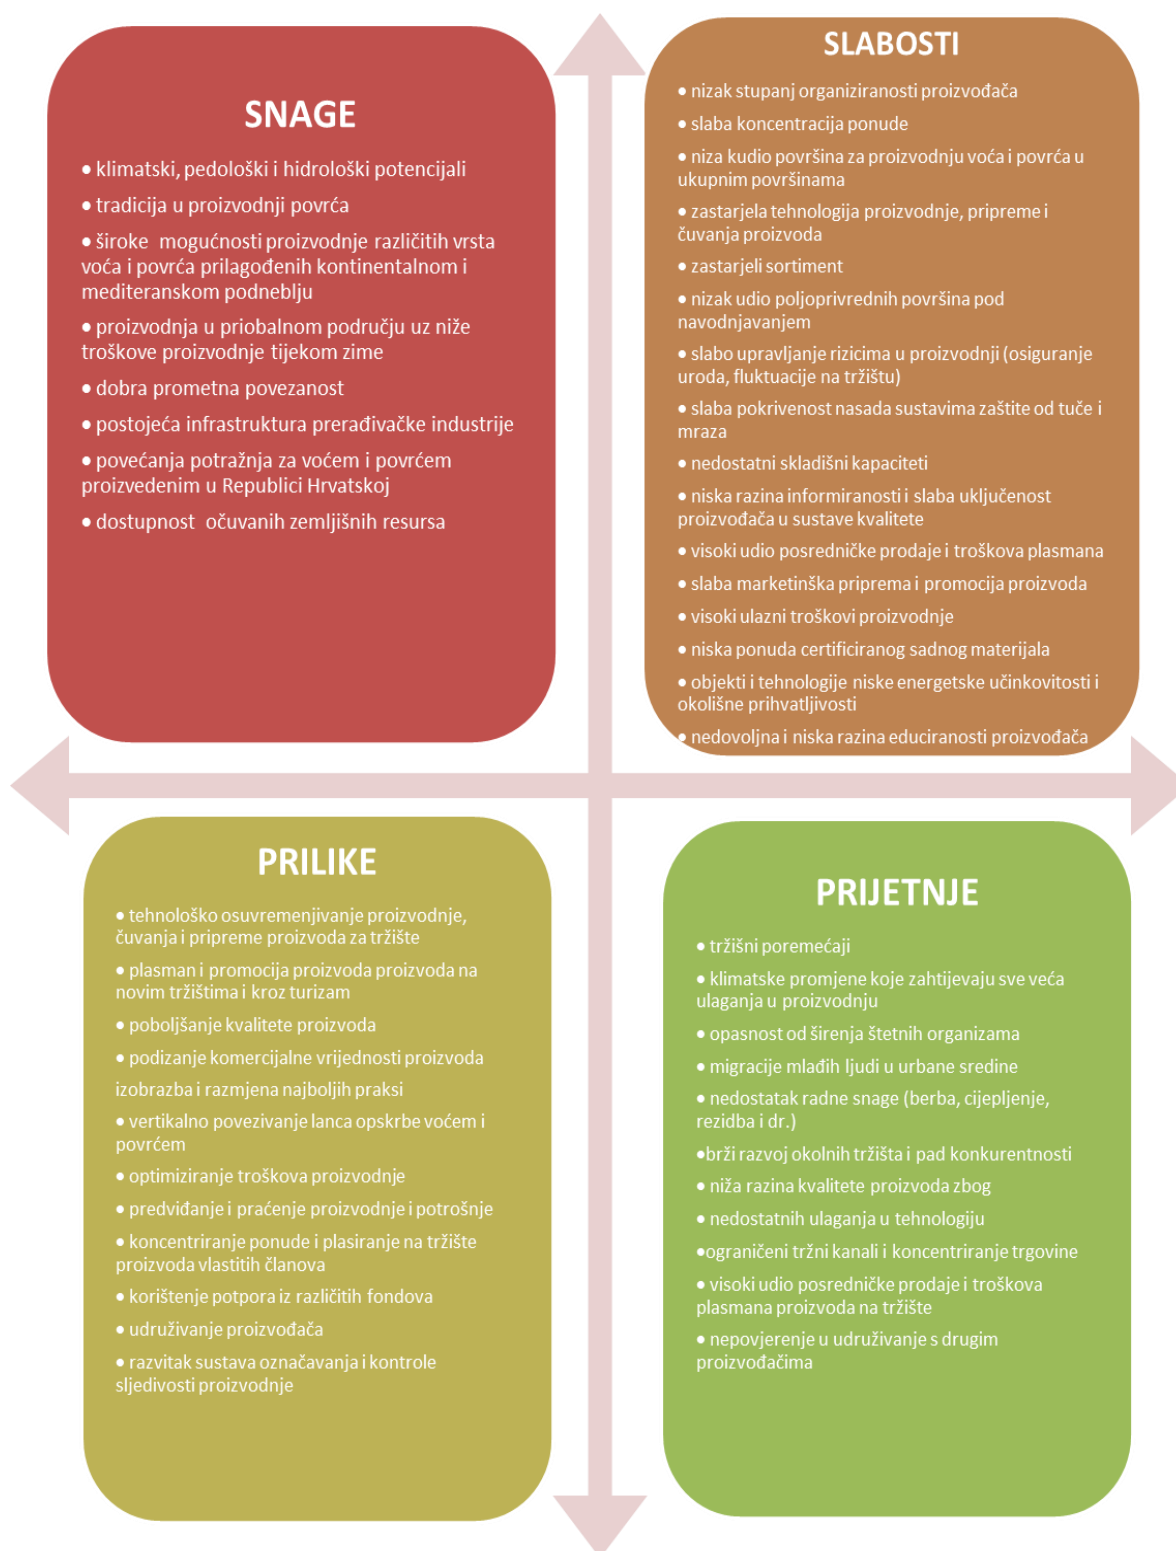 SNAGE
• klimatski, pedološki i hidrološki potencijali
• tradicija u proizvodnji povrća
• široke mogućnosti proizvodnje različitih vrsta
voća i povrća prilagođenih kontinentalnom i
mediteranskom podneblju
• proizvodnja u priobalnom području uz niže
troškove proizvodnje tijekom zime
• dobra prometna povezanost
• postojeća infrastruktura prerađivačke industrije
• povećanja potražnja za voćem i povrćem
proizvedenim u Republici Hrvatskoj
• dostupnost očuvanih zemljišnih resursa
SLABOSTI
• nizak stupanj organiziranosti proizvođača
• slaba koncentracija ponude
• niza kudio površina za proizvodnju voća i povrća u
ukupnim površinama
• zastarjela tehnologija proizvodnje, pripreme i
čuvanja proizvoda
• zastarjeli sortiment
• nizak udio poljoprivrednih površina pod
navodnjavanjem
• slabo upravljanje rizicima u proizvodnji (osiguranje
uroda, fluktuacije na tržištu)
• slaba pokrivenost nasada sustavima zaštite od tuče i
mraza
• nedostatni skladišni kapaciteti
• niska razina informiranosti i slaba uključenost
proizvođača u sustave kvalitete
• visoki udio posredničke prodaje i troškova plasmana
• slaba marketinška priprema i promocija proizvoda
• visoki ulazni troškovi proizvodnje
• niska ponuda certificiranog sadnog materijala
• objekti i tehnologije niske energetske učinkovitosti i
okolišne prihvatljivosti
• nedovoljna i niska razina educiranosti proizvođača
PRILIKE
• tehnološko osuvremenjivanje proizvodnje,
čuvanja i pripreme proizvoda za tržište
• plasman i promocija proizvoda proizvoda na
novim tržištima i kroz turizam
• poboljšanje kvalitete proizvoda
• podizanje komercijalne vrijednosti proizvoda
izobrazba i razmjena najboljih praksi
• vertikalno povezivanje lanca opskrbe voćem i
povrćem
• optimiziranje troškova proizvodnje
• predviđanje i praćenje proizvodnje i potrošnje
• koncentriranje ponude i plasiranje na tržište
proizvoda vlastitih članova
• korištenje potpora iz različitih fondova
• udruživanje proizvođača
• razvitak sustava označavanja i kontrole
sljedivosti proizvodnje
PRIJETNJE
• tržišni poremećaji
• klimatske promjene koje zahtijevaju sve veća
ulaganja u proizvodnju
• opasnost od širenja štetnih organizama
• migracije mlađih ljudi u urbane sredine
• nedostatak radne snage (berba, cijepljenje,
rezidba i dr.)
•brži razvoj okolnih tržišta i pad konkurentnosti
• niža razina kvalitete proizvoda zbog
• nedostatnih ulaganja u tehnologiju
•ograničeni tržni kanali i koncentriranje trgovine
• visoki udio posredničke prodaje i troškova
plasmana proizvoda na tržište
• nepovjerenje u udruživanje s drugim
proizvođačima